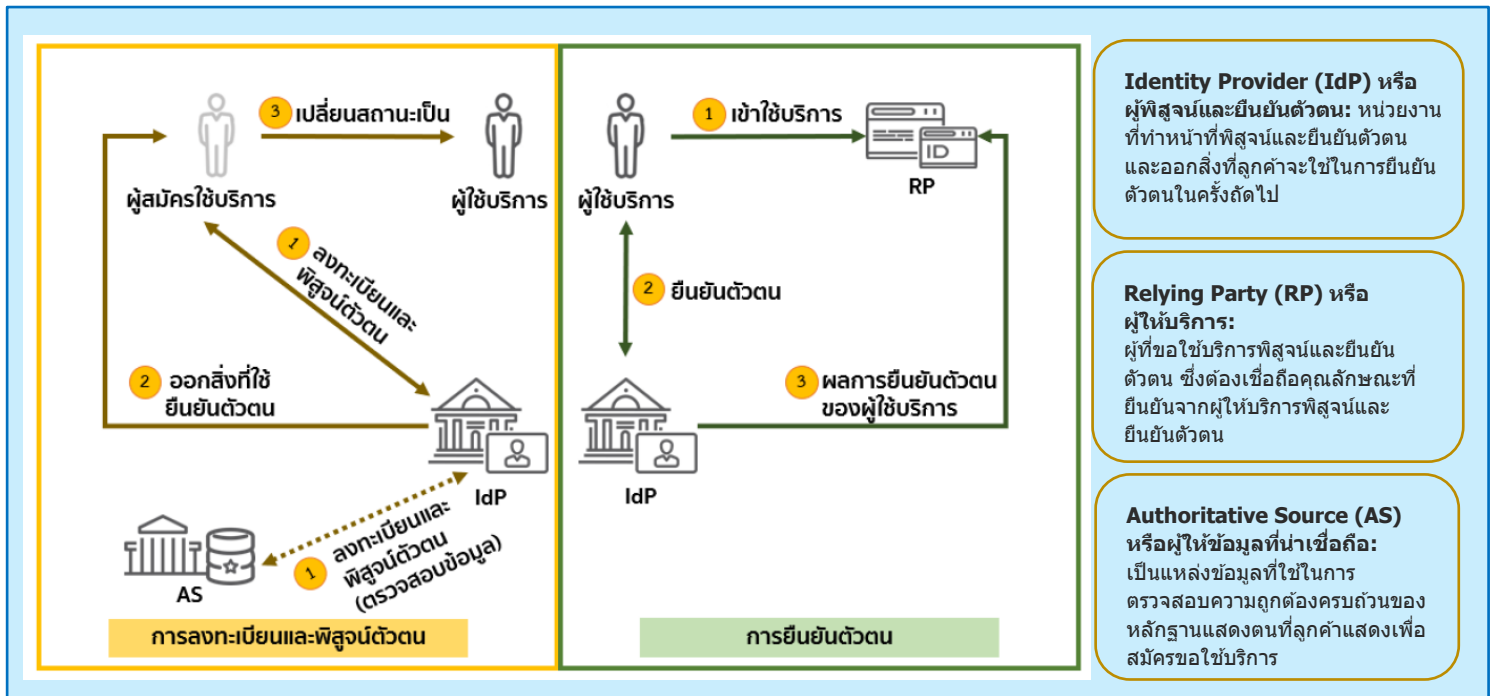 3 เปลี่ยนสถานะเป็น
ผู้สมัครใช้บริการ
ผู้ใช้บริการ
1 ลงทะเบียนและ
พิสูจน์ตัวตน
2 ออกสิ่งที่ใช้
ยืนยันตัวตน
IdP
AS
1 ลงทะเบียนและ
พิสูจน์ตัวตน
(ตรวจสอบข้อมูล)
การลงทะเบียนและพิสูจน์ตัวตน
1 เข้าใช้บริการ
ID
RP
ผู้ใช้บริการ
2 ยืนยันตัวตน
3 ผลการยืนยันตัวตน
ของผู้ใช้บริการ
IdP
การยืนยันตัวตน
Identity Provider (IdP) หรือ
ผู้พิสูจน์และยืนยันตัวตน: หน่วยงาน
ที่ทำหน้าที่พิสูจน์และยืนยันตัวตน
และออกสิ่งที่ลูกค้าจะใช้ในการยืนยัน
ตัวตนในครั้งถัดไป
Relying Party (RP) หรือ
ผู้ให้บริการ:
ผู้ที่ขอใช้บริการพิสูจน์และยืนยัน
ตัวตน ซึ่งต้องเชื่อถือคุณลักษณะที่
ยืนยันจากผู้ให้บริการพิสูจน์และ
ยืนยันตัวตน
Authoritative Source (AS)
หรือผู้ให้ข้อมูลที่น่าเชื่อถือ:
เป็นแหล่งข้อมูลที่ใช้ในการ
ตรวจสอบความถูกต้องครบถ้วนของ
หลักฐานแสดงตนที่ลูกค้าแสดงเพื่อ
สมัครขอใช้บริการ